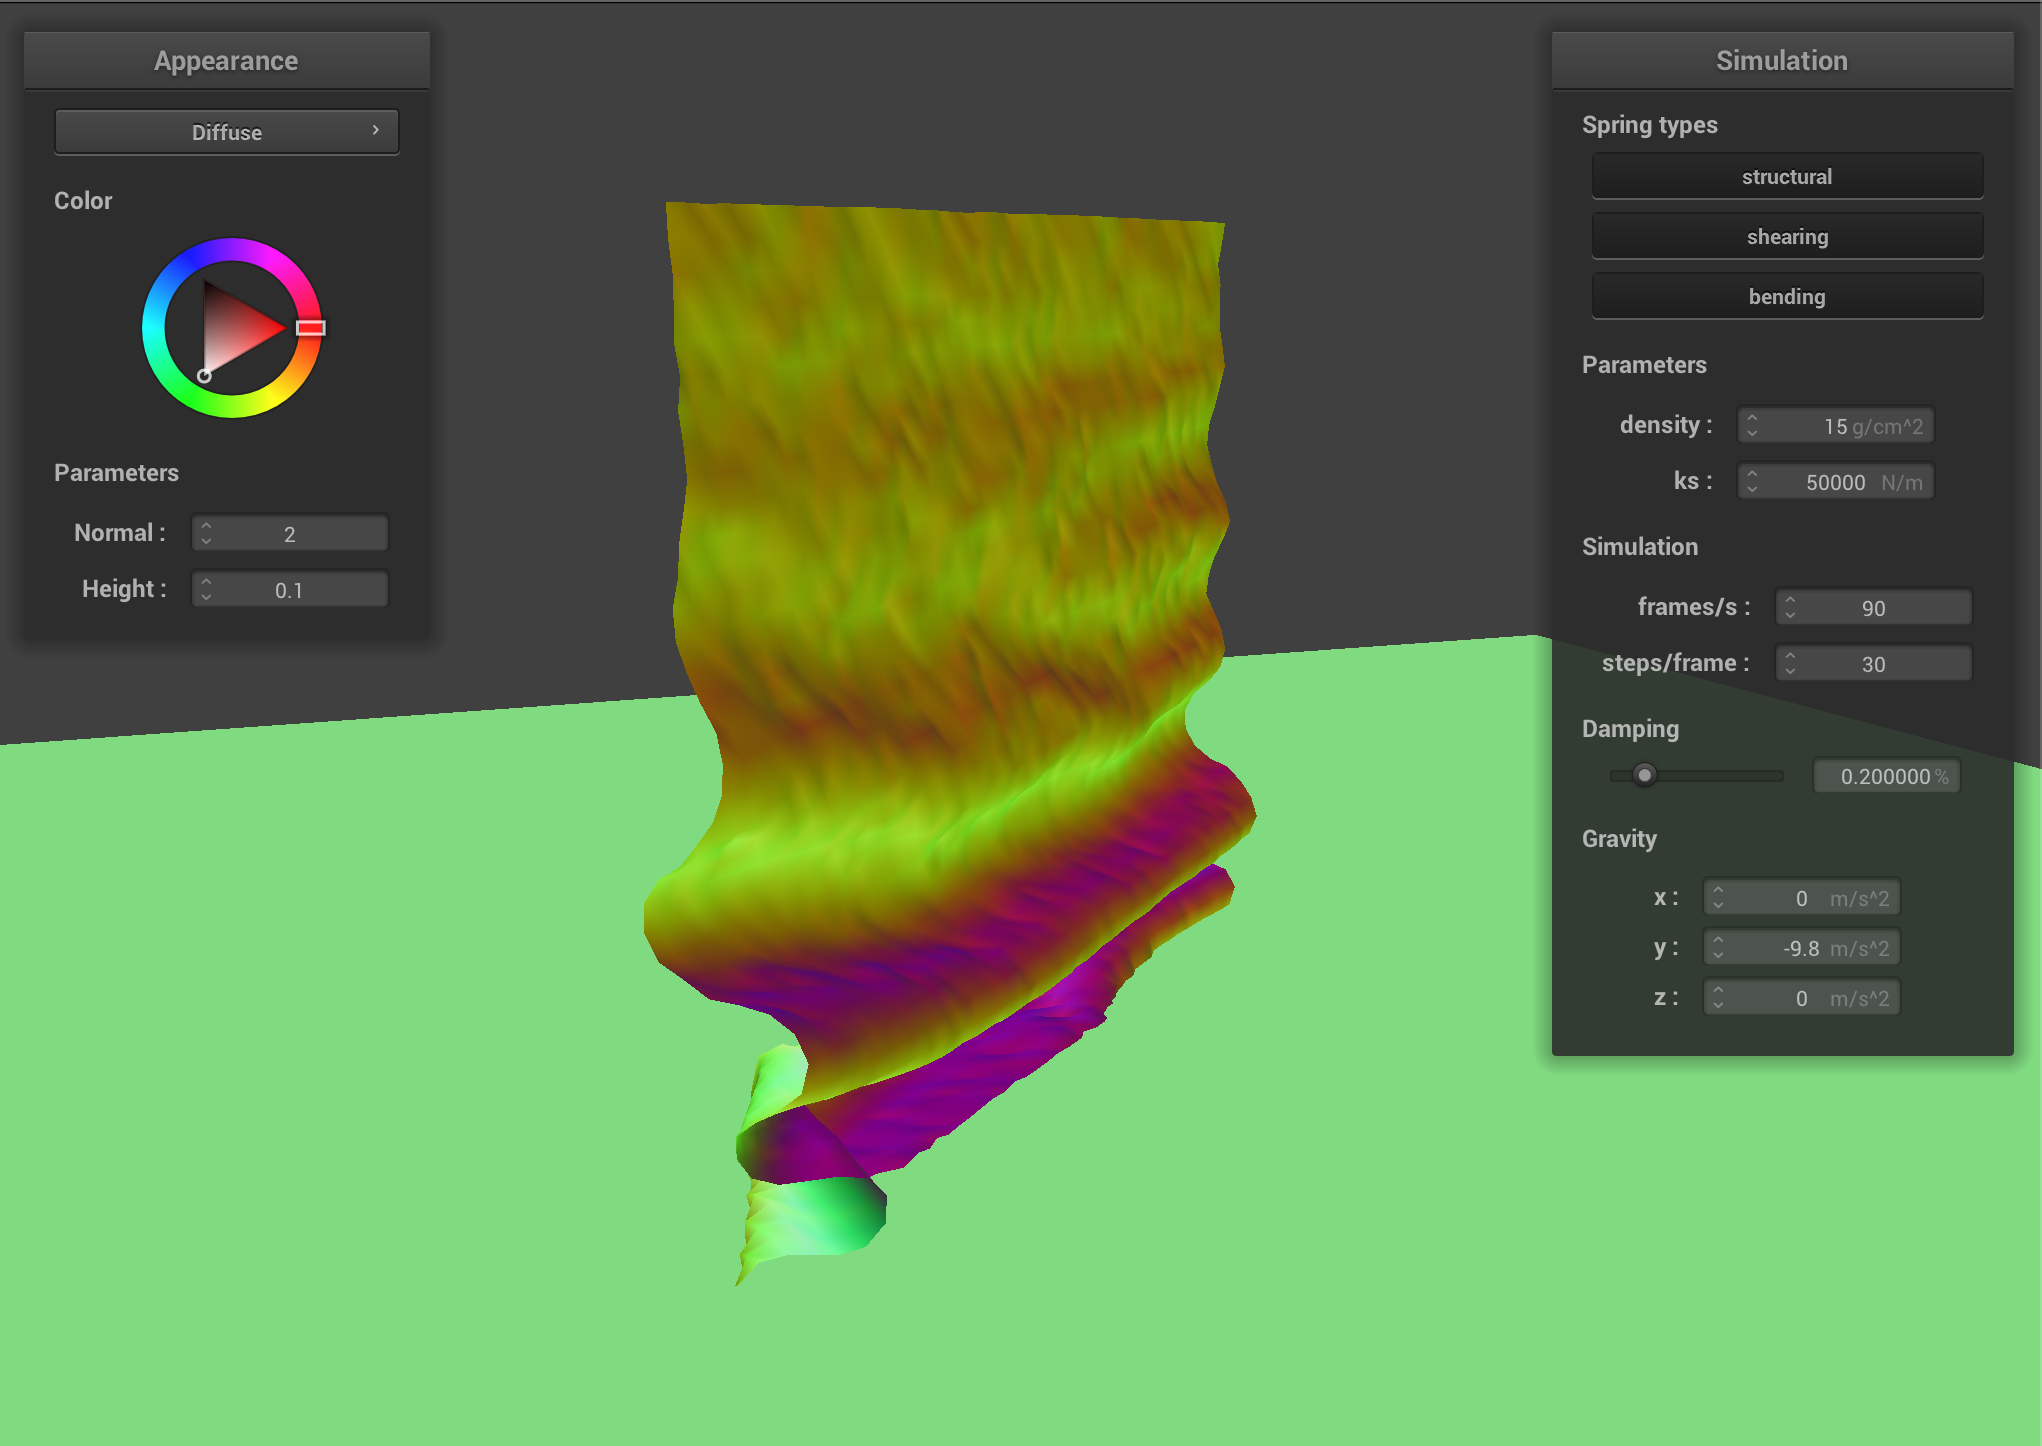 Appearance
Diffuse
Color
Parameters
Normal : 2
Height : 0.1
Simulation
Spring types
structural
shearing
bending
Parameters
density : 15 g/cm^2
ks : 50000 N/m
Simulation
frames/s : 90
steps/frame : 30
Damping
0.200000 %
Gravity
x : 0 m/s^2
y : -9.8 m/s^2
z : 0 m/s^2